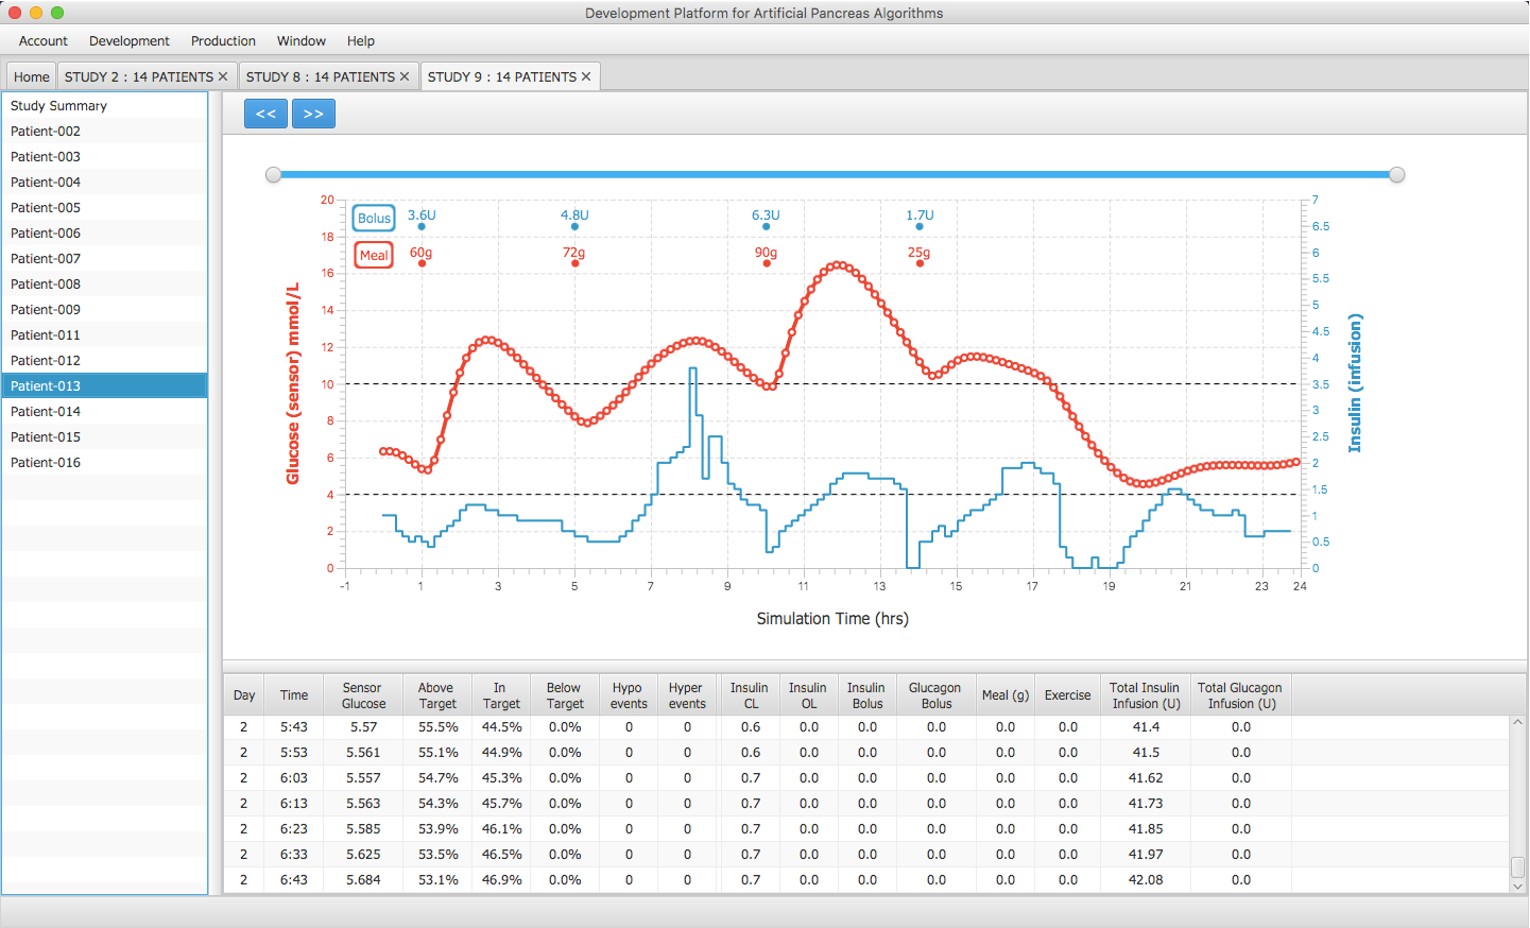 Development Platform for Artificial Pancreas Algorithms
Account Development Production Window Help
Home STUDY 2 : 14 PATIENTS × STUDY 8 : 14 PATIENTS × STUDY 9 : 14 PATIENTS ×
Study Summary
Patient-002
Patient-003
Patient-004
Patient-005
Patient-006
Patient-007
Patient-008
Patient-009
Patient-011
Patient-012
Patient-013
Patient-014
Patient-015
Patient-016
<< >>
Bolus 3.6U 4.8U 6.3U 1.7U
Meal 60g 72g 90g 25g
Glucose (sensor) mmol/L
20
18
16
14
12
10
8
6
4
2
0
7
6.5
6
5.5
5
4.5
4
3.5
3
2.5
2
1.5
1
0.5
0
Insulin (infusion)
-1 1 3 5 7 9 11 13 15 17 19 21 23 24
Simulation Time (hrs)
Day Time Sensor Glucose Above Target In Target Below Target Hypo events Hyper events Insulin CL Insulin OL Insulin Bolus Glucagon Bolus Meal (g) Exercise Total Insulin Infusion (U) Total Glucagon Infusion (U)
2 5:43 5.57 55.5% 44.5% 0.0% 0 0 0.6 0.0 0.0 0.0 0.0 0.0 41.4 0.0
2 5:53 5.561 55.1% 44.9% 0.0% 0 0 0.6 0.0 0.0 0.0 0.0 0.0 41.5 0.0
2 6:03 5.557 54.7% 45.3% 0.0% 0 0 0.7 0.0 0.0 0.0 0.0 0.0 41.62 0.0
2 6:13 5.563 54.3% 45.7% 0.0% 0 0 0.7 0.0 0.0 0.0 0.0 0.0 41.73 0.0
2 6:23 5.585 53.9% 46.1% 0.0% 0 0 0.7 0.0 0.0 0.0 0.0 0.0 41.85 0.0
2 6:33 5.625 53.5% 46.5% 0.0% 0 0 0.7 0.0 0.0 0.0 0.0 0.0 41.97 0.0
2 6:43 5.684 53.1% 46.9% 0.0% 0 0 0.7 0.0 0.0 0.0 0.0 0.0 42.08 0.0